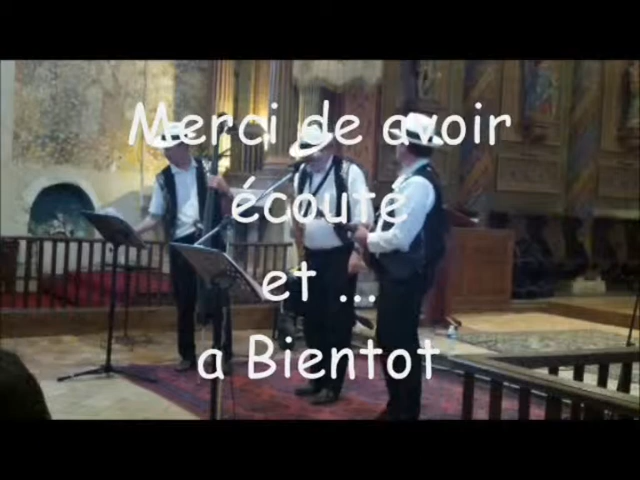 Merci de avoir
écouté
et ...
a Bientot